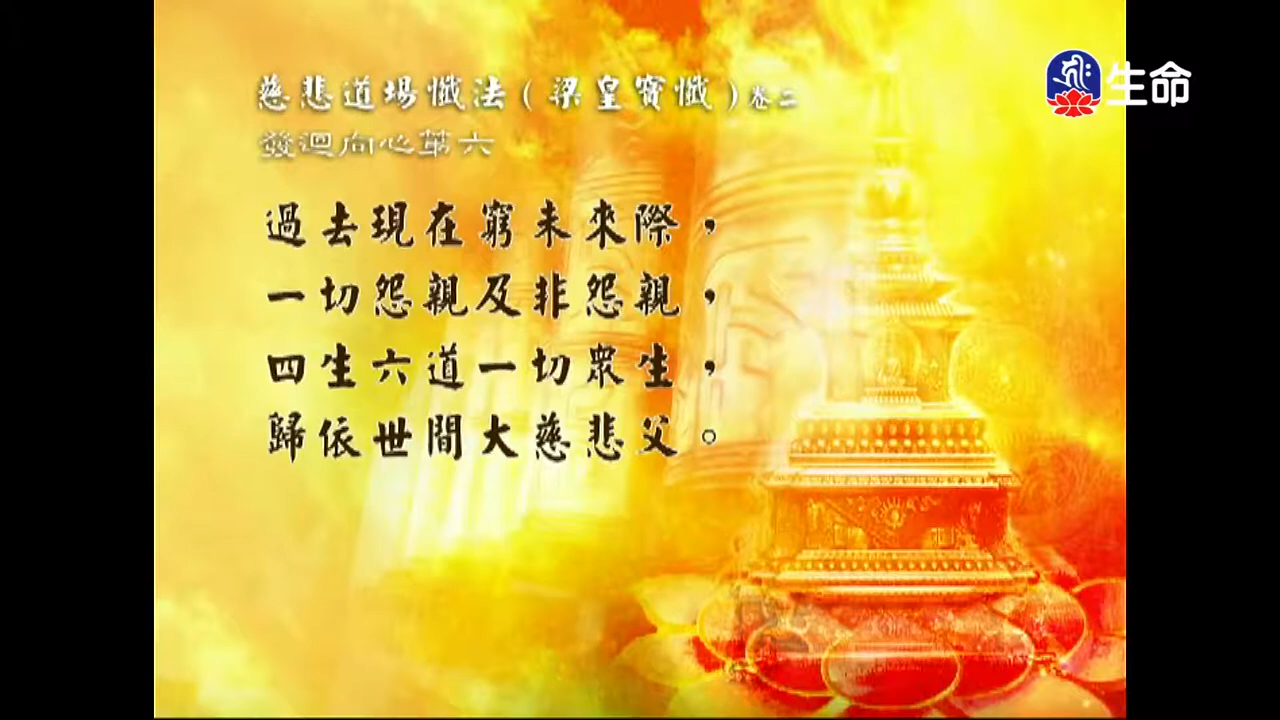 慈悲道場懺法(梁皇寶懺)卷二
生命
發迴向心第六
過去現在窮未來際，
一切怨親及非怨親，
四生六道一切眾生，
歸依世間大慈悲父。